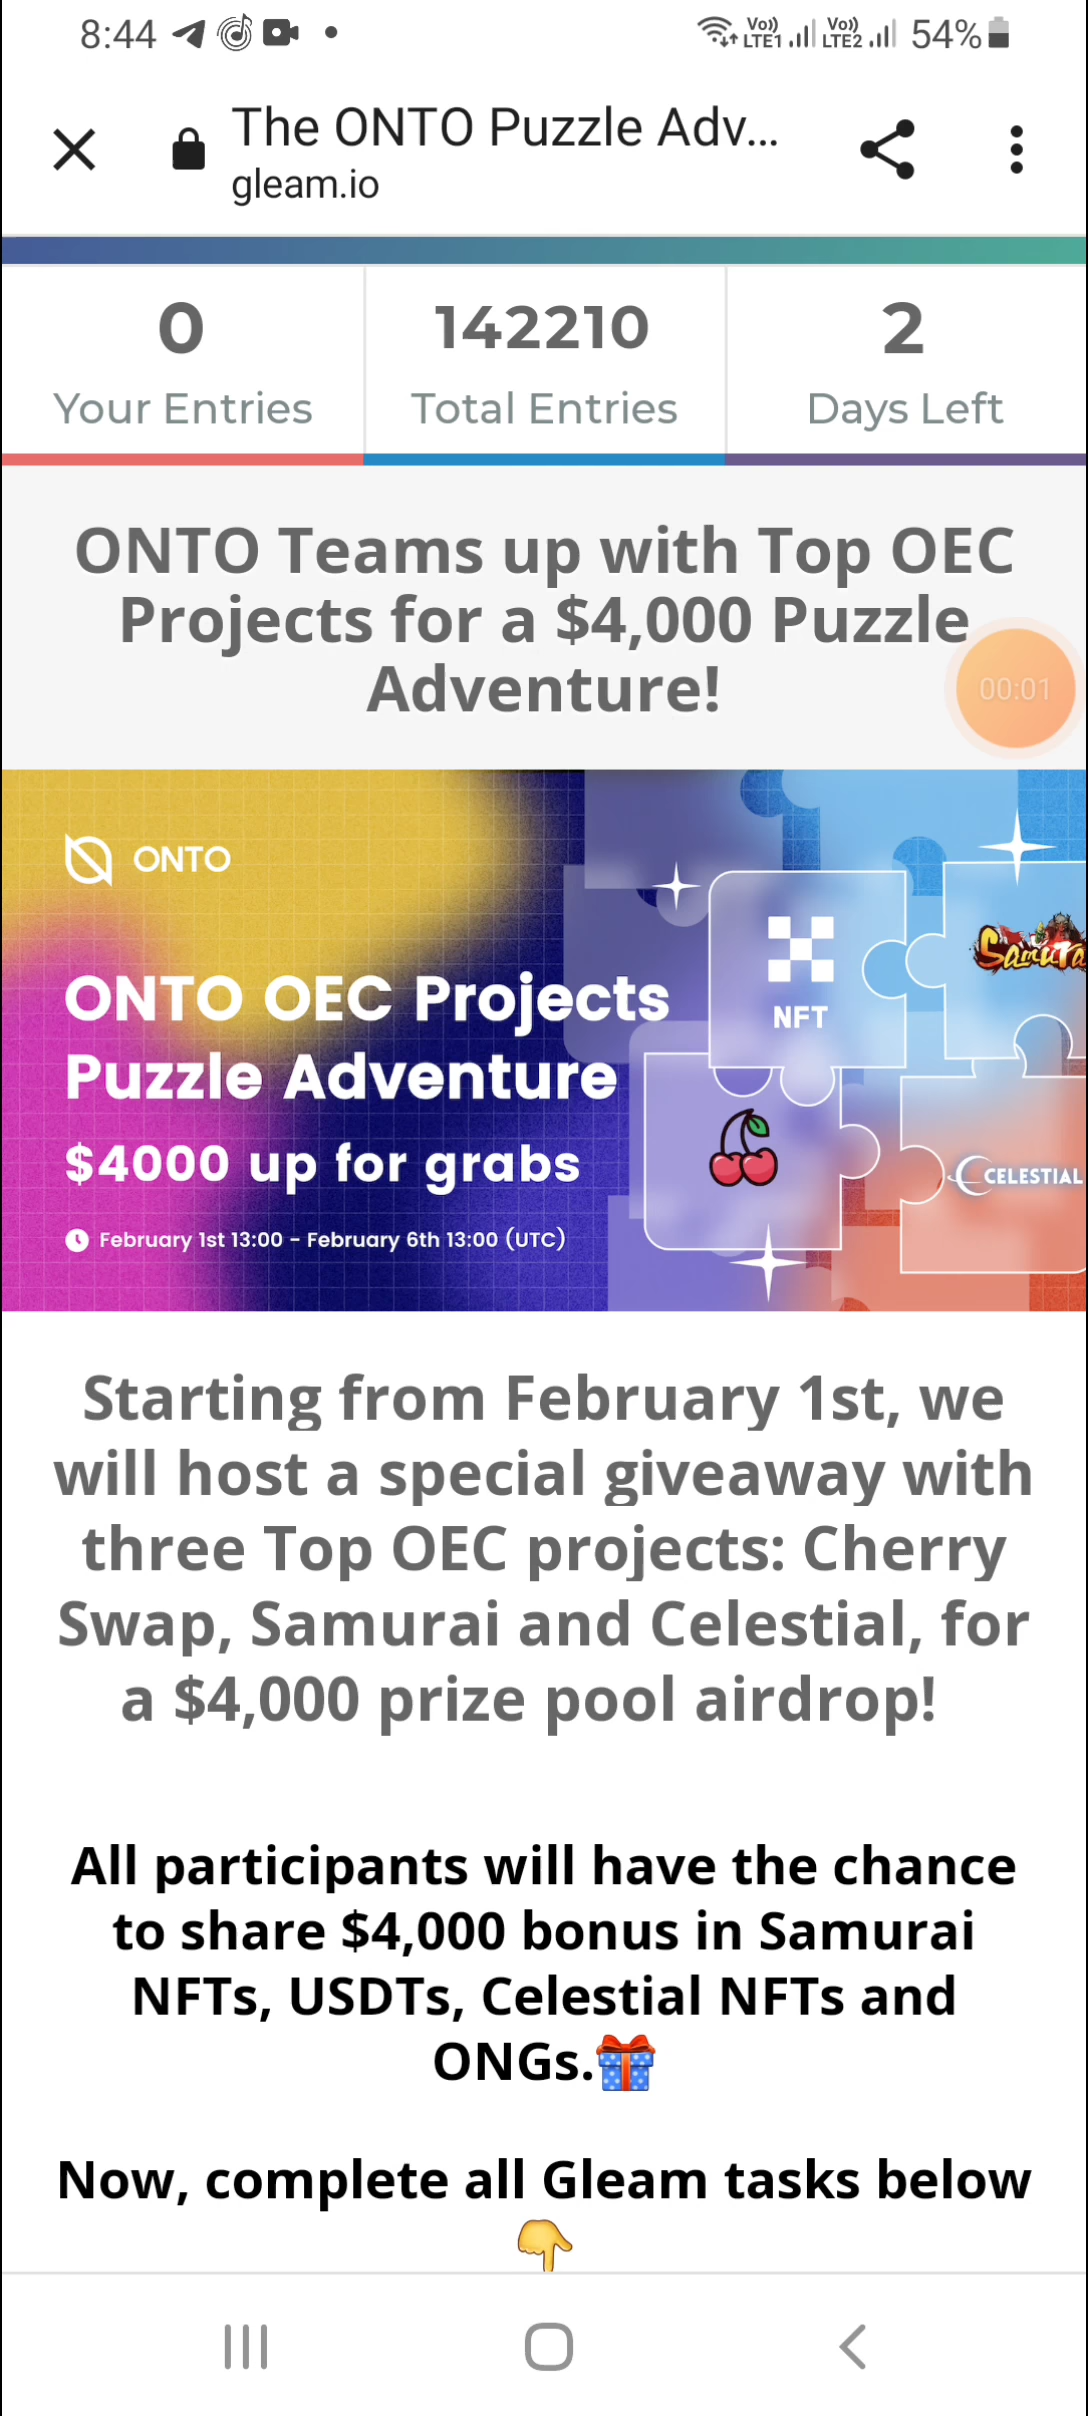 8:44
Vo)) LTE1 Vo)) LTE2 54%
The ONTO Puzzle Adv...
gleam.io
0 142210 2
Your Entries Total Entries Days Left
ONTO Teams up with Top OEC
Projects for a $4,000 Puzzle
Adventure!
00:01
ONTO
ONTO OEC Projects
Puzzle Adventure
$4000 up for grabs
February 1st 13:00 - February 6th 13:00 (UTC)
NFT
Samura
CELESTIAL
Starting from February 1st, we
will host a special giveaway with
three Top OEC projects: Cherry
Swap, Samurai and Celestial, for
a $4,000 prize pool airdrop!
All participants will have the chance
to share $4,000 bonus in Samurai
NFTs, USDTs, Celestial NFTs and
ONGs.🎁
Now, complete all Gleam tasks below
👇